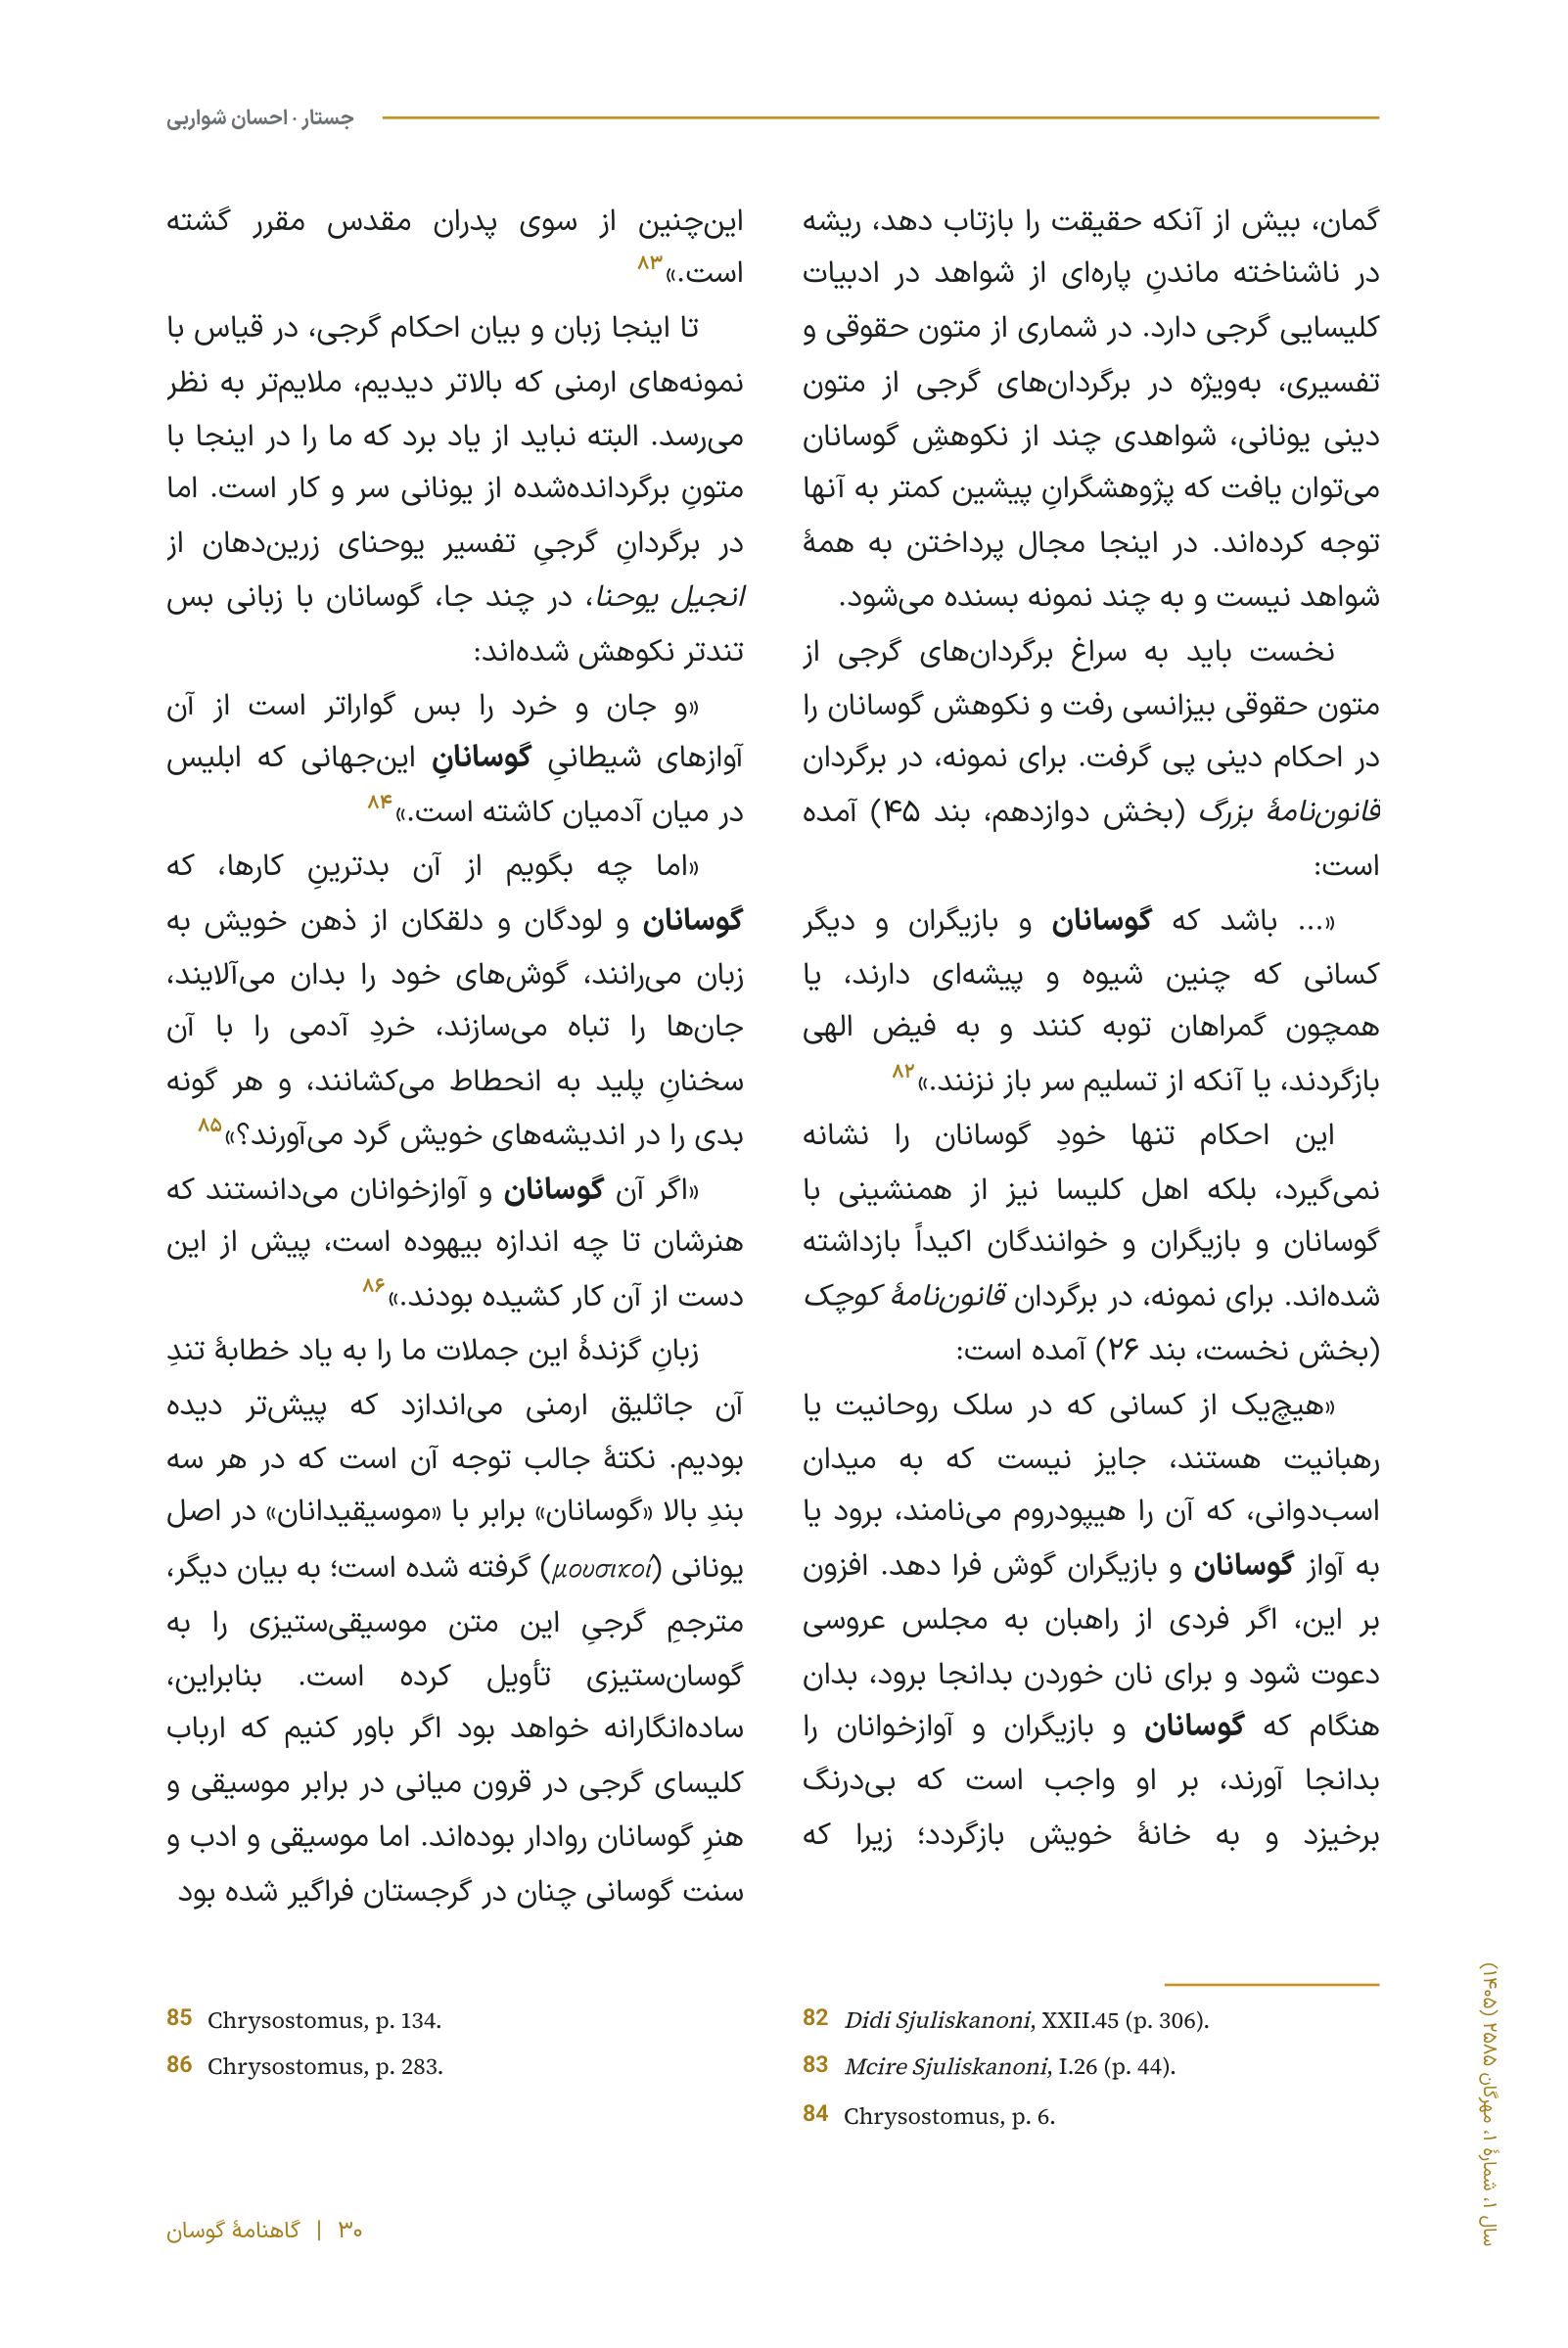 جستار · احسان شواربی
گمان، بیش از آنکه حقیقت را بازتاب دهد، ریشه
در ناشناخته ماندنِ پاره‌ای از شواهد در ادبیات
کلیسایی گرجی دارد. در شماری از متون حقوقی و
تفسیری، به‌ویژه در برگردان‌های گرجی از متون
دینی یونانی، شواهدی چند از نکوهشِ گوسانان
می‌توان یافت که پژوهشگرانِ پیشین کمتر به آنها
توجه کرده‌اند. در اینجا مجال پرداختن به همهٔ
شواهد نیست و به چند نمونه بسنده می‌شود.
نخست باید به سراغ برگردان‌های گرجی از
متون حقوقی بیزانسی رفت و نکوهش گوسانان را
در احکام دینی پی گرفت. برای نمونه، در برگردان
قانون‌نامهٔ بزرگ (بخش دوازدهم، بند ۴۵) آمده
است:
«... باشد که گوسانان و بازیگران و دیگر
کسانی که چنین شیوه و پیشه‌ای دارند، یا
همچون گمراهان توبه کنند و به فیض الهی
بازگردند، یا آنکه از تسلیم سر باز نزنند.»۸۲
این احکام تنها خودِ گوسانان را نشانه
نمی‌گیرد، بلکه اهل کلیسا نیز از همنشینی با
گوسانان و بازیگران و خوانندگان اکیداً بازداشته
شده‌اند. برای نمونه، در برگردان قانون‌نامهٔ کوچک
(بخش نخست، بند ۲۶) آمده است:
«هیچ‌یک از کسانی که در سلک روحانیت یا
رهبانیت هستند، جایز نیست که به میدان
اسب‌دوانی، که آن را هیپودروم می‌نامند، برود یا
به آواز گوسانان و بازیگران گوش فرا دهد. افزون
بر این، اگر فردی از راهبان به مجلس عروسی
دعوت شود و برای نان خوردن بدانجا برود، بدان
هنگام که گوسانان و بازیگران و آوازخوانان را
بدانجا آورند، بر او واجب است که بی‌درنگ
برخیزد و به خانهٔ خویش بازگردد؛ زیرا که
این‌چنین از سوی پدران مقدس مقرر گشته
است.»۸۳
تا اینجا زبان و بیان احکام گرجی، در قیاس با
نمونه‌های ارمنی که بالاتر دیدیم، ملایم‌تر به نظر
می‌رسد. البته نباید از یاد برد که ما را در اینجا با
متونِ برگردانده‌شده از یونانی سر و کار است. اما
در برگردانِ گرجیِ تفسیر یوحنای زرین‌دهان از
انجیل یوحنا، در چند جا، گوسانان با زبانی بس
تندتر نکوهش شده‌اند:
«و جان و خرد را بس گواراتر است از آن
آوازهای شیطانیِ گوسانانِ این‌جهانی که ابلیس
در میان آدمیان کاشته است.»۸۴
«اما چه بگویم از آن بدترینِ کارها، که
گوسانان و لودگان و دلقکان از ذهن خویش به
زبان می‌رانند، گوش‌های خود را بدان می‌آلایند،
جان‌ها را تباه می‌سازند، خردِ آدمی را با آن
سخنانِ پلید به انحطاط می‌کشانند، و هر گونه
بدی را در اندیشه‌های خویش گرد می‌آورند؟»۸۵
«اگر آن گوسانان و آوازخوانان می‌دانستند که
هنرشان تا چه اندازه بیهوده است، پیش از این
دست از آن کار کشیده بودند.»۸۶
زبانِ گزندهٔ این جملات ما را به یاد خطابهٔ تندِ
آن جاثلیق ارمنی می‌اندازد که پیش‌تر دیده
بودیم. نکتهٔ جالب توجه آن است که در هر سه
بندِ بالا «گوسانان» برابر با «موسیقیدانان» در اصل
یونانی (μουσικοί) گرفته شده است؛ به بیان دیگر،
مترجمِ گرجیِ این متن موسیقی‌ستیزی را به
گوسان‌ستیزی تأویل کرده است. بنابراین،
ساده‌انگارانه خواهد بود اگر باور کنیم که ارباب
کلیسای گرجی در قرون میانی در برابر موسیقی و
هنرِ گوسانان روادار بوده‌اند. اما موسیقی و ادب و
سنت گوسانی چنان در گرجستان فراگیر شده بود
82 Didi Sjuliskanoni, XXII.45 (p. 306).
83 Mcire Sjuliskanoni, I.26 (p. 44).
84 Chrysostomus, p. 6.
85 Chrysostomus, p. 134.
86 Chrysostomus, p. 283.
سال ۱، شمارهٔ ۱، مهرگان ۲۵۸۵ (۱۴۰۵)
۳۰ | گاهنامهٔ گوسان